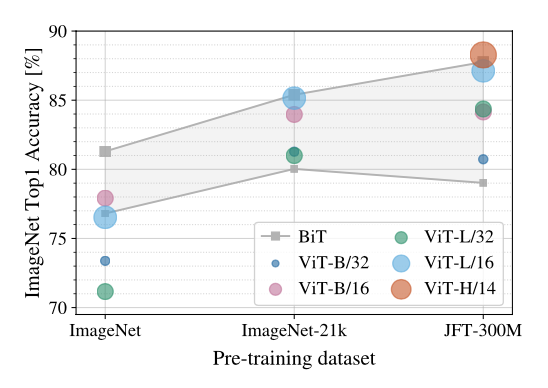 90
85
80
75
70
ImageNet Top1 Accuracy [%]
BiT
ViT-B/32
ViT-B/16
ViT-L/32
ViT-L/16
ViT-H/14
ImageNet
ImageNet-21k
JFT-300M
Pre-training dataset